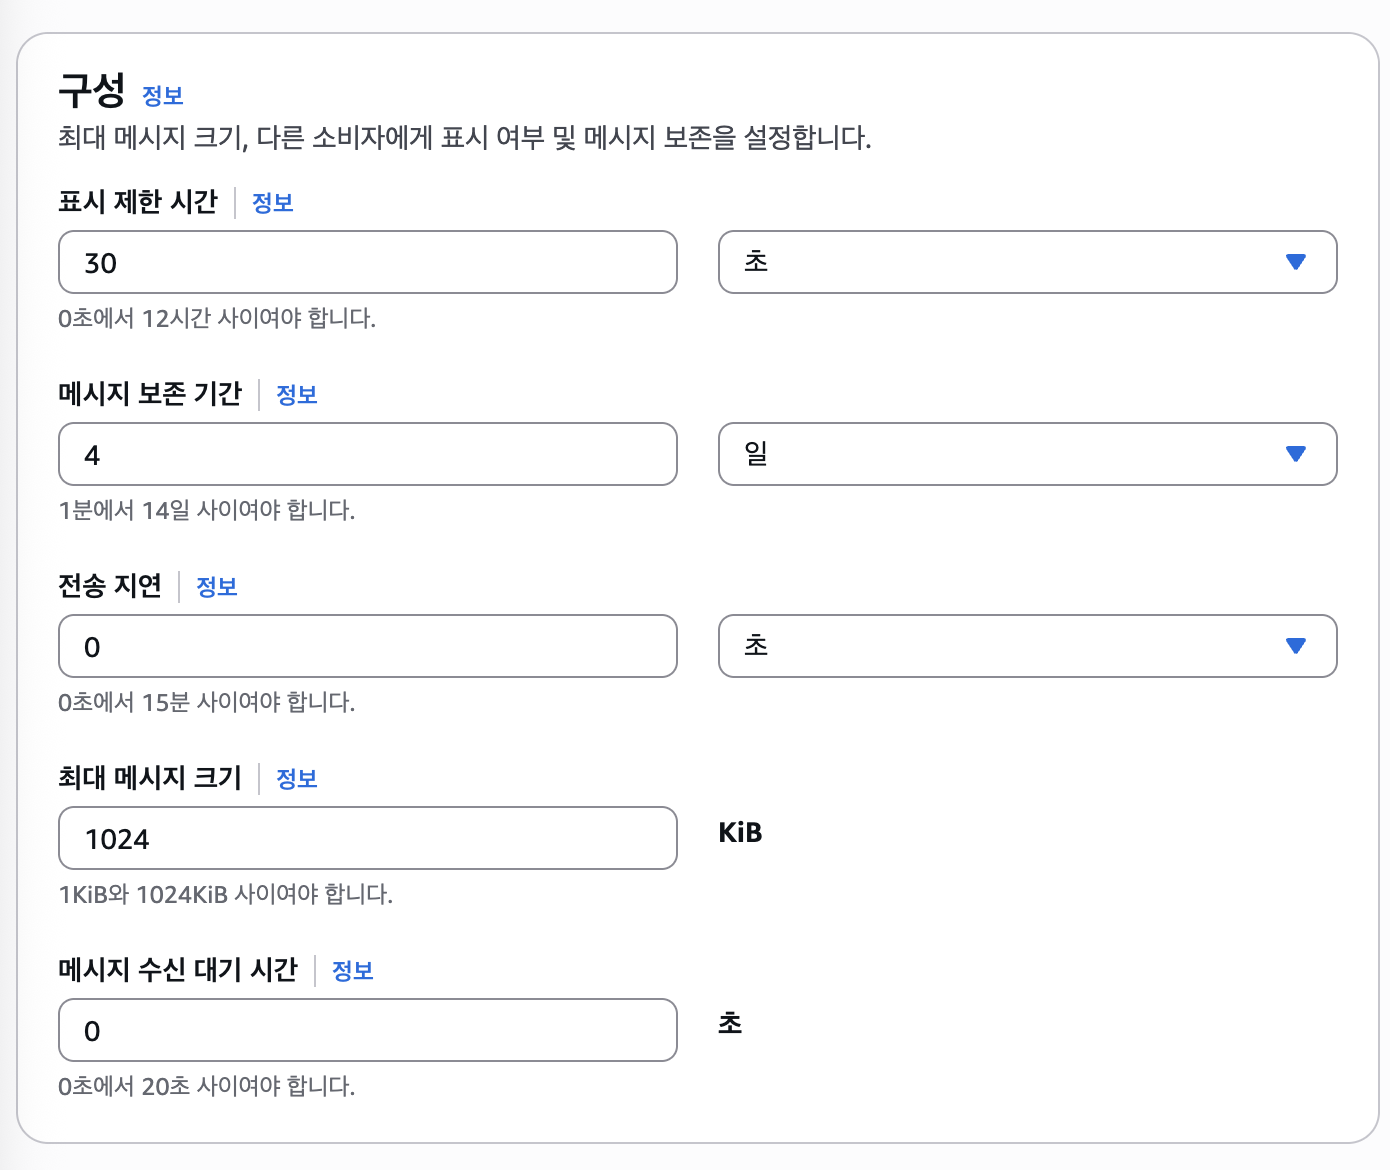 구성 정보
최대 메시지 크기, 다른 소비자에게 표시 여부 및 메시지 보존을 설정합니다.
표시 제한 시간 정보
30 초
0초에서 12시간 사이여야 합니다.
메시지 보존 기간 정보
4 일
1분에서 14일 사이여야 합니다.
전송 지연 정보
0 초
0초에서 15분 사이여야 합니다.
최대 메시지 크기 정보
1024 KiB
1KiB와 1024KiB 사이여야 합니다.
메시지 수신 대기 시간 정보
0 초
0초에서 20초 사이여야 합니다.